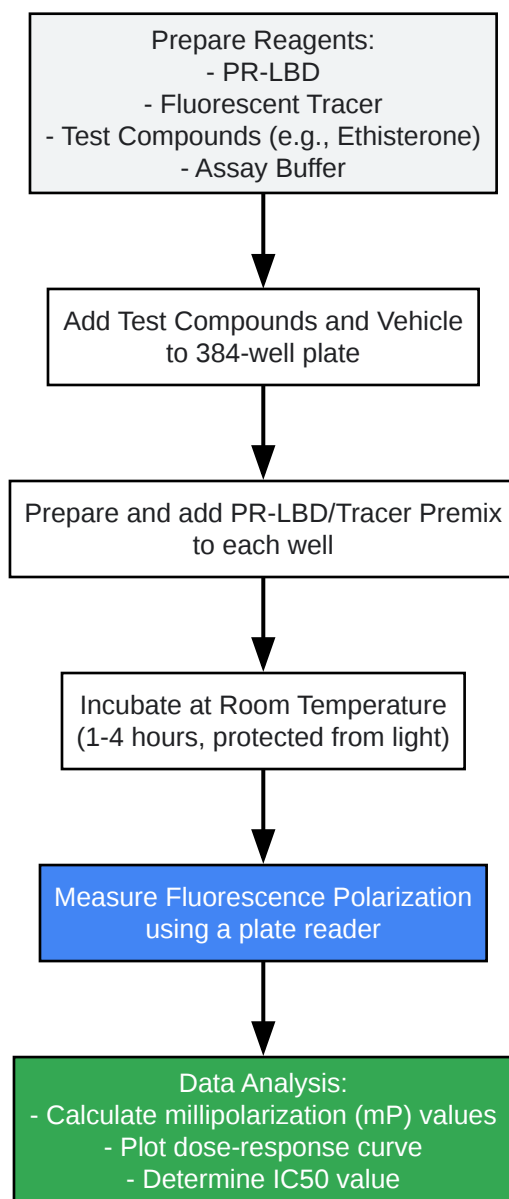 Prepare Reagents:
- PR-LBD
- Fluorescent Tracer
- Test Compounds (e.g., Ethisterone)
- Assay Buffer
Add Test Compounds and Vehicle
to 384-well plate
Prepare and add PR-LBD/Tracer Premix
to each well
Incubate at Room Temperature
(1-4 hours, protected from light)
Measure Fluorescence Polarization
using a plate reader
Data Analysis:
- Calculate millipolarization (mP) values
- Plot dose-response curve
- Determine IC50 value